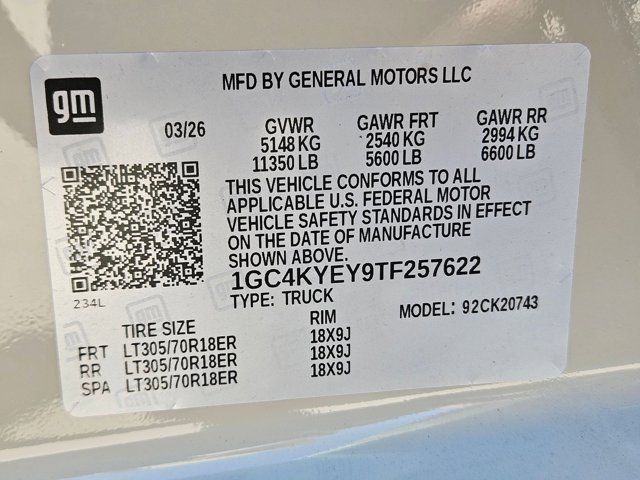 gm
MFD BY GENERAL MOTORS LLC
03/26 GVWR GAWR FRT GAWR RR
5148 KG 2540 KG 2994 KG
11350 LB 5600 LB 6600 LB
THIS VEHICLE CONFORMS TO ALL
APPLICABLE U.S. FEDERAL MOTOR
VEHICLE SAFETY STANDARDS IN EFFECT
ON THE DATE OF MANUFACTURE
SHOWN ABOVE.
1GC4KYEY9TF257622
234L
TYPE: TRUCK MODEL: 92CK20743
TIRE SIZE RIM
FRT LT305/70R18ER 18X9J
RR LT305/70R18ER 18X9J
SPA LT305/70R18ER 18X9J